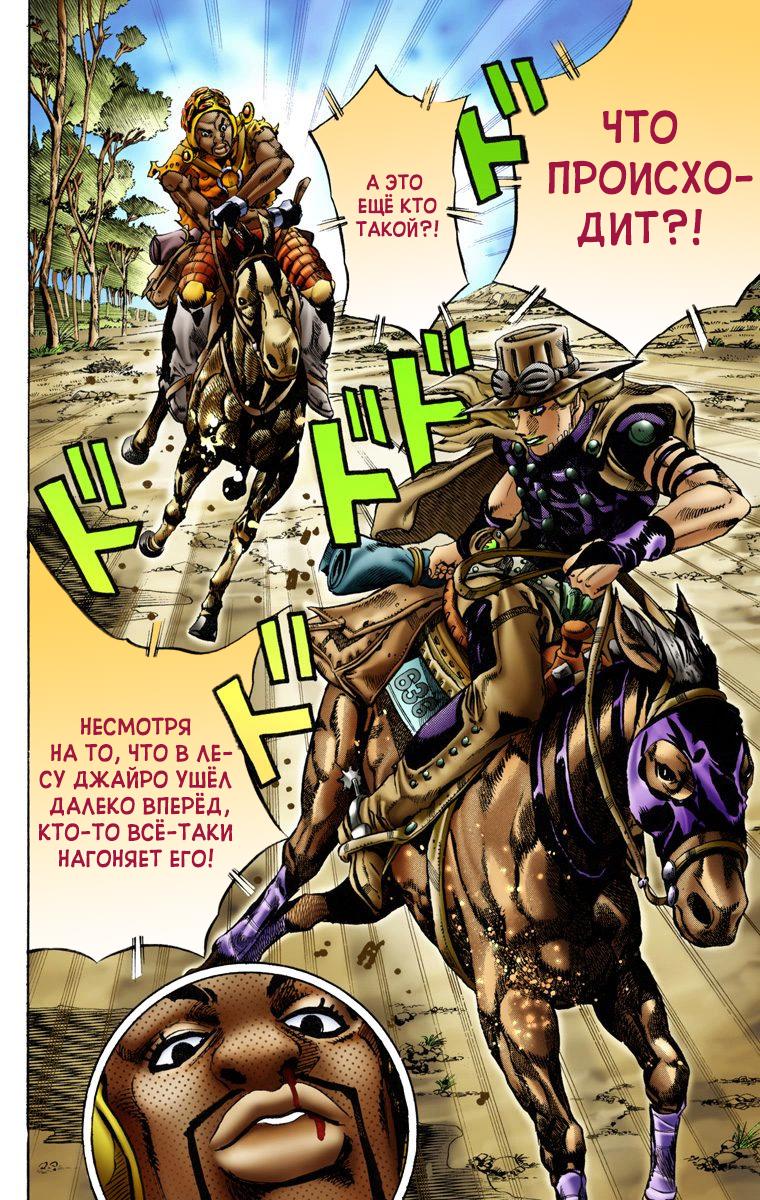 ЧТО
ПРОИСХО-
ДИТ?!
А ЭТО
ЕЩЁ КТО
ТАКОЙ?!
ド
ド
ド
ド
ド
ド
НЕСМОТРЯ
НА ТО, ЧТО В ЛЕ-
СУ ДЖАЙРО УШЁЛ
ДАЛЕКО ВПЕРЁД,
КТО-ТО ВСЁ-ТАКИ
НАГОНЯЕТ ЕГО!